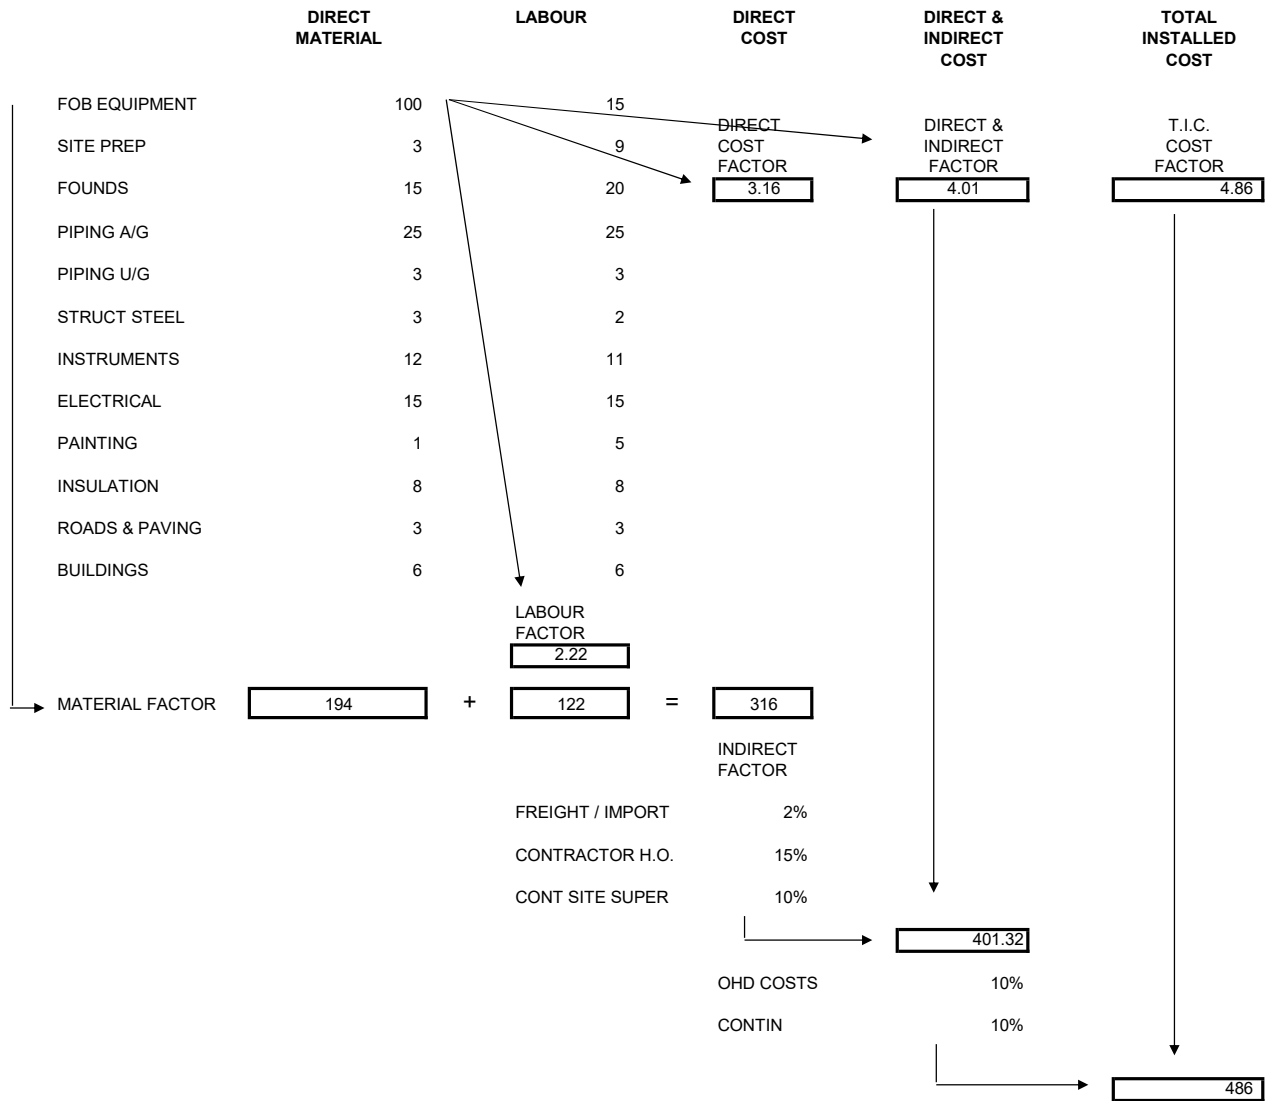 DIRECT MATERIAL LABOUR DIRECT COST DIRECT & INDIRECT COST TOTAL INSTALLED COST
FOB EQUIPMENT 100 15
DIRECT COST FACTOR DIRECT & INDIRECT FACTOR T.I.C. COST FACTOR
SITE PREP 3 9
FOUNDS 15 20 3.16 4.01 4.86
PIPING A/G 25 25
PIPING U/G 3 3
STRUCT STEEL 3 2
INSTRUMENTS 12 11
ELECTRICAL 15 15
PAINTING 1 5
INSULATION 8 8
ROADS & PAVING 3 3
BUILDINGS 6 6
LABOUR
FACTOR
2.22
MATERIAL FACTOR 194 + 122 = 316
INDIRECT
FACTOR
FREIGHT / IMPORT 2%
CONTRACTOR H.O. 15%
CONT SITE SUPER 10%
401.32
OHD COSTS 10%
CONTIN 10%
486